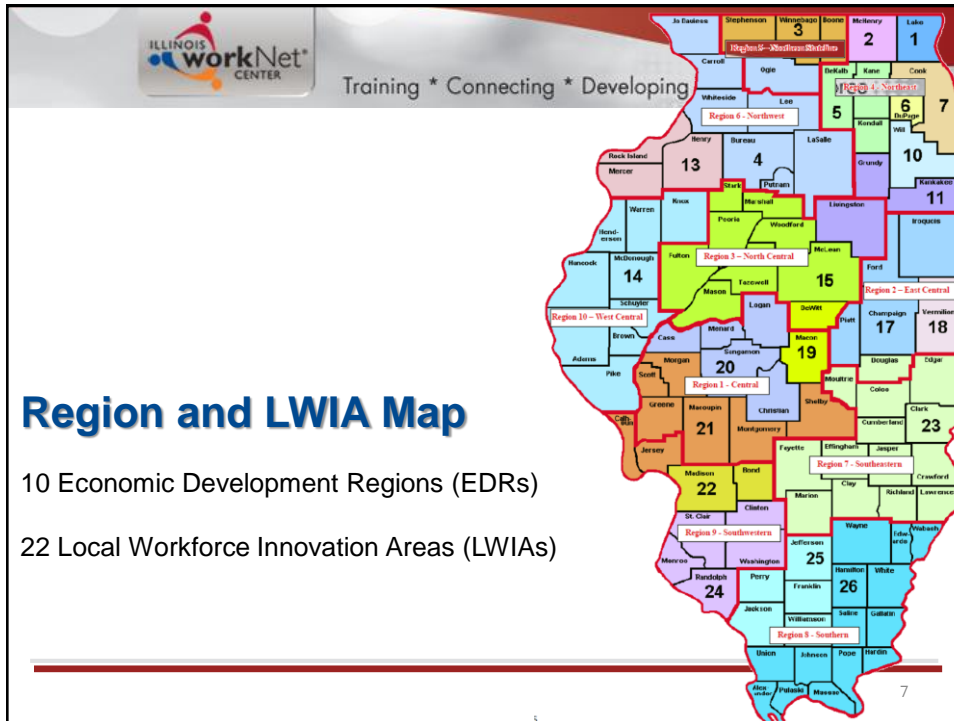 ILLINOIS
workNet®
CENTER
Training * Connecting * Developing
Region and LWIA Map
10 Economic Development Regions (EDRs)
22 Local Workforce Innovation Areas (LWIAs)
Jo Daviess
Stephenson
Winnebago
Boone
McHenry
Lake
3
2
1
Region 5 - Northern Stateline
Carroll
Ogie
DeKalb
Kane
Cook
Region 4 - Northeast
Whiteside
Lee
5
6
7
DuPage
Region 6 - Northwest
Kendall
Will
Henry
Bureau
LaSalle
10
Rock Island
13
4
Grundy
Mercer
Putnam
Kankakee
11
Stark
Marshall
Knox
Livingston
Warren
Peoria
Woodford
Iroquois
Hend-
erson
Fulton
Region 3 – North Central
McLean
Hancock
McDonough
Ford
14
Tazewell
15
Mason
Region 2 – East Central
Schuyler
Logan
DeWitt
Champaign
Vermilion
Region 10 – West Central
Piatt
17
18
Menard
Macon
Brown
Cass
Sangamon
19
Adams
Morgan
20
Douglas
Edgar
Pike
Scott
Region 1 - Central
Moultrie
Coles
Greene
Macoupin
Christian
Shelby
Clark
Cumberland
23
21
Montgomery
Jersey
Fayette
Effingham
Jasper
Madison
Bond
Region 7 - Southeastern
22
Clay
Crawford
Clinton
Marion
Richland
Lawrence
St. Clair
Region 9 - Southwestern
Wayne
Wabash
Jefferson
Edw-
ards
Monroe
Washington
25
Randolph
Perry
Hamilton
White
24
Franklin
26
Jackson
Williamson
Saline
Gallatin
Region 8 - Southern
Union
Johnson
Pope
Hardin
Alex
ander
Pulaski
Massac
7